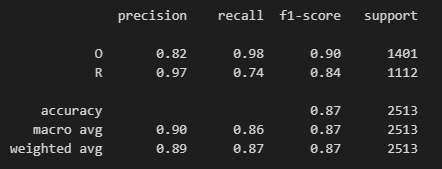 precision recall f1-score support
O 0.82 0.98 0.90 1401
R 0.97 0.74 0.84 1112
accuracy 0.87 2513
macro avg 0.90 0.86 0.87 2513
weighted avg 0.89 0.87 0.87 2513